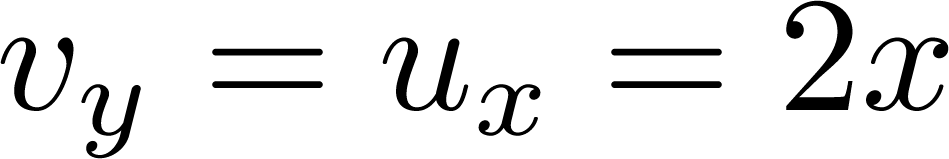 $v_y = u_x = 2x$